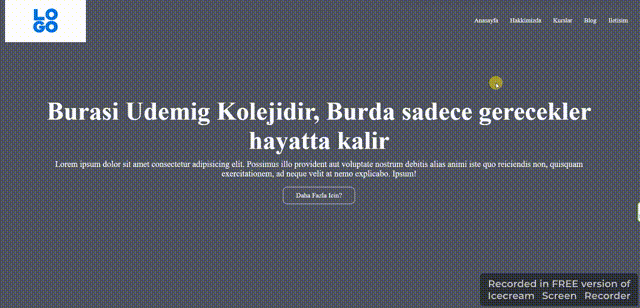 LO
GO
Anasayfa Hakkimizda Kurslar Blog Iletisim
Burasi Udemig Kolejidir, Burda sadece gerecekler
hayatta kalir
Lorem ipsum dolor sit amet consectetur adipisicing elit. Possimus illo provident aut voluptate nostrum debitis alias animi iste quo reiciendis non, quisquam
exercitationem, ad neque velit at nemo explicabo. Ipsum!
Daha Fazla Icin?
Recorded in FREE version of
Icecream Screen Recorder